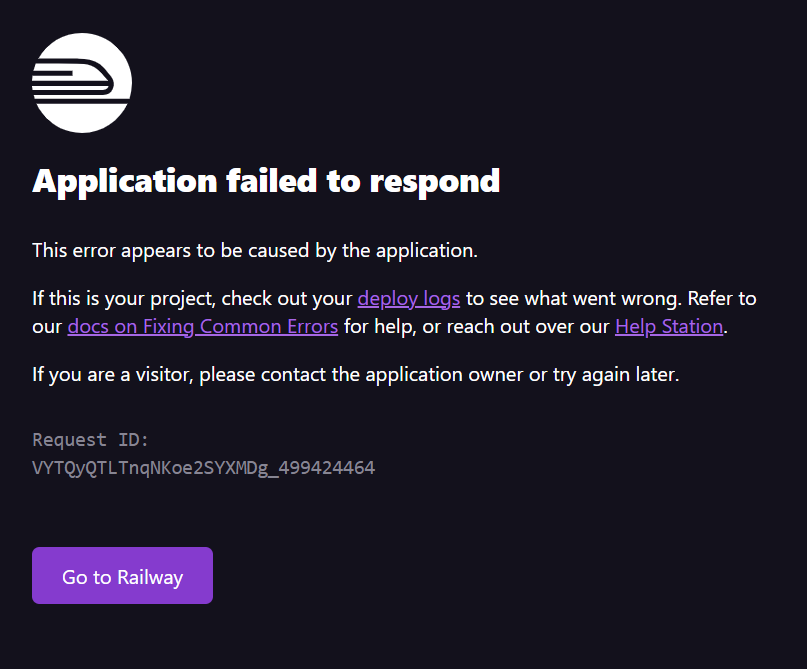 Application failed to respond
This error appears to be caused by the application.
If this is your project, check out your deploy logs to see what went wrong. Refer to
our docs on Fixing Common Errors for help, or reach out over our Help Station.
If you are a visitor, please contact the application owner or try again later.
Request ID:
VYTQyQTLTnqNKoe2SYXMDg_499424464
Go to Railway